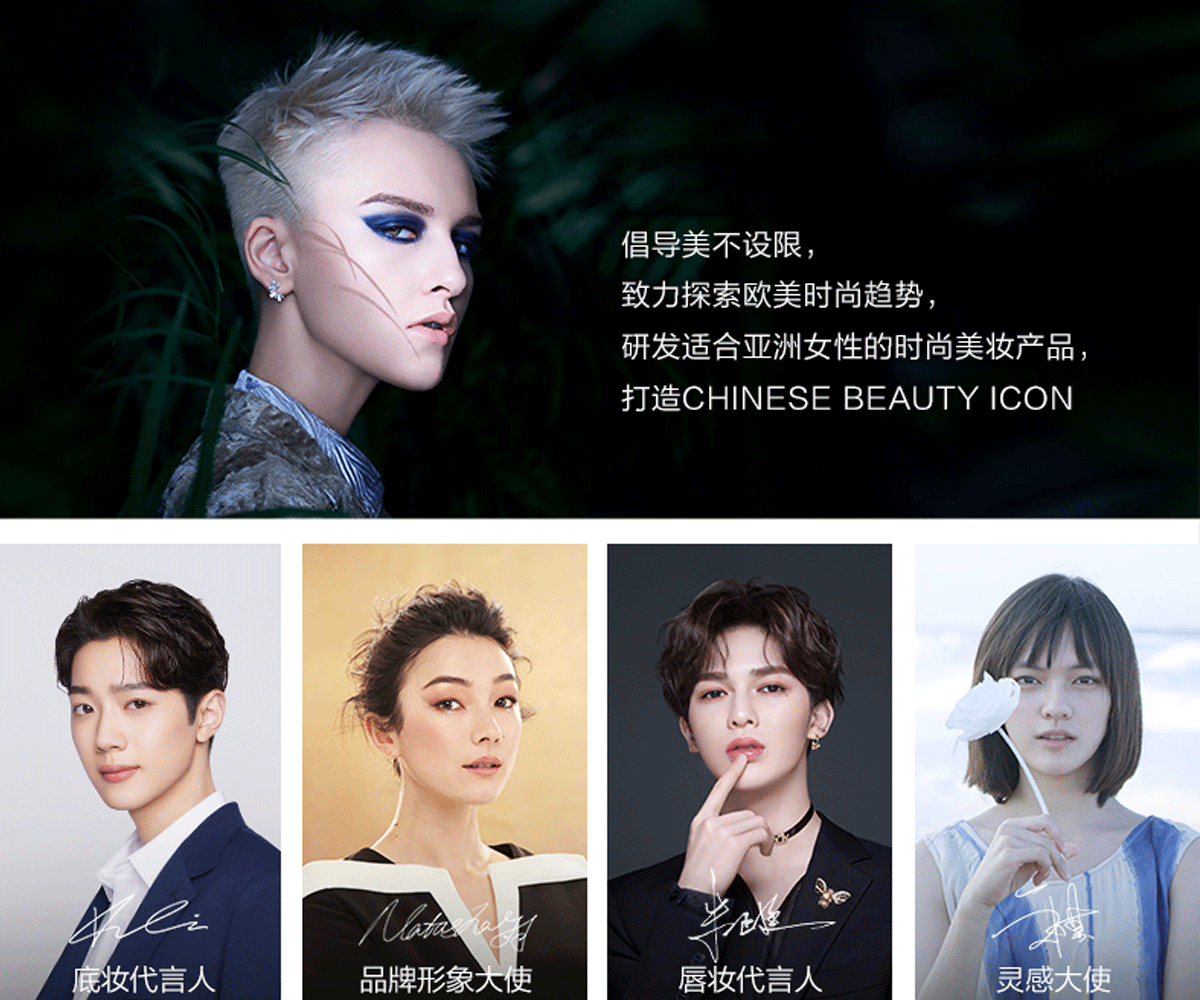 倡导美不设限，
致力探索欧美时尚趋势，
研发适合亚洲女性的时尚美妆产品，
打造CHINESE BEAUTY ICON
底妆代言人
Natasha
品牌形象大使
唇妆代言人
灵感大使